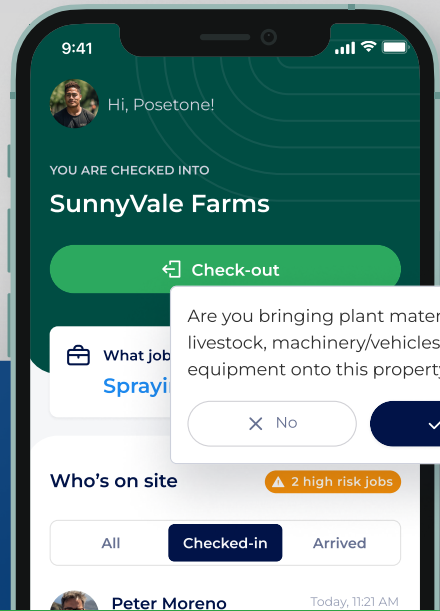 9:41
Hi, Posetone!
YOU ARE CHECKED INTO
SunnyVale Farms
Check-out
Are you bringing plant mater
livestock, machinery/vehicles
equipment onto this property
What job
Sprayi
No
Who's on site
2 high risk jobs
All
Checked-in
Arrived
Peter Moreno
Today, 11:21 AM